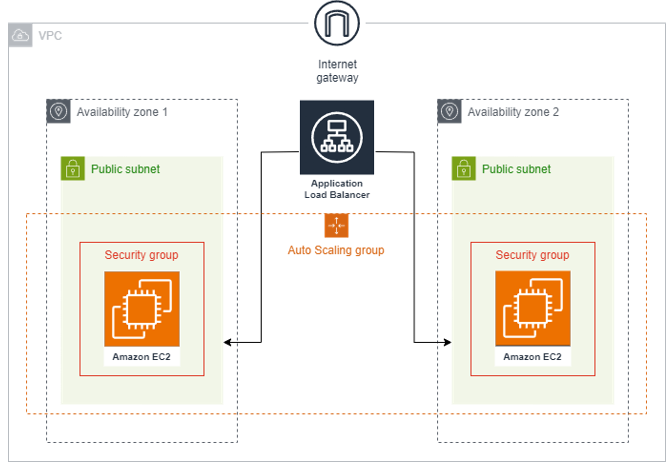 VPC
Internet
gateway
Availability zone 1
Availability zone 2
Public subnet
Public subnet
Application
Load Balancer
Auto Scaling group
Security group
Security group
Amazon EC2
Amazon EC2